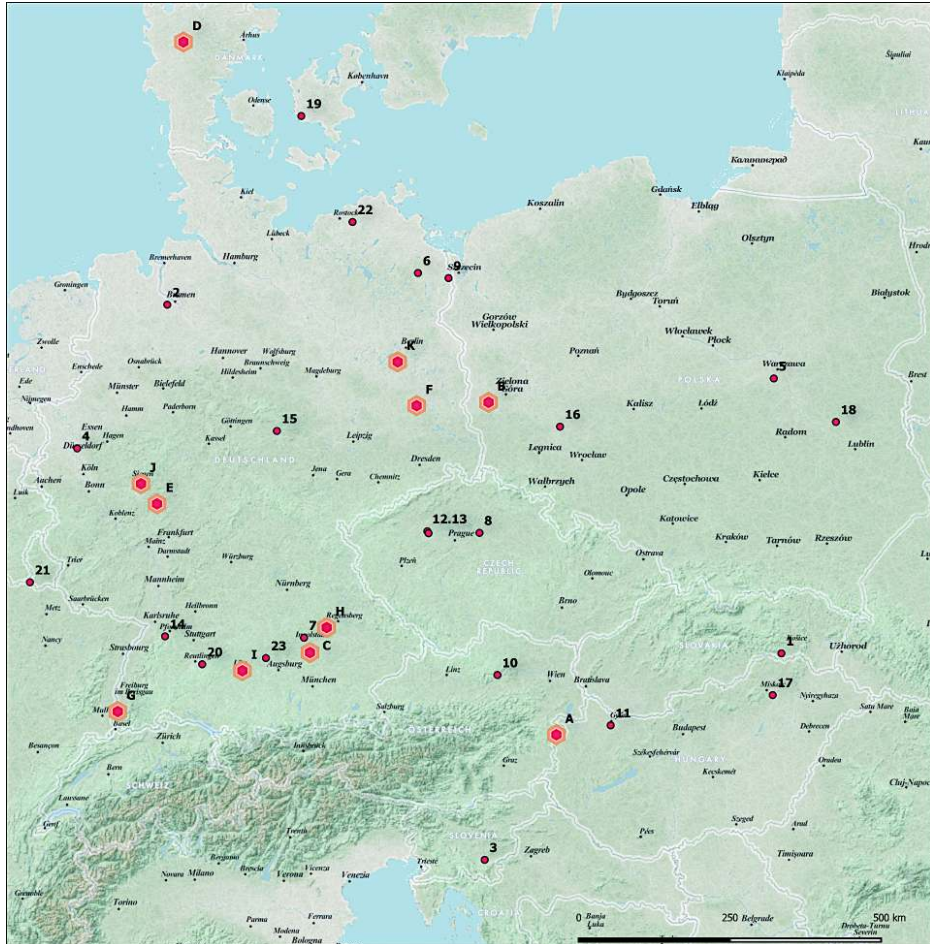 D
Århus
DANMARK
København
Odense
19
Klaipėda
Šiauliai
Калининград
Gdańsk
Elbląg
Kiel
Koszalin
Rostock
22
Lübeck
Olsztyn
Bremerhaven
Hamburg
6
9
Szczecin
Groningen
Białystok
2
Bremen
Bydgoszcz
Toruń
Gorzów
Wielkopolski
Włocławek
Płock
Zwolle
Berlin
K
Hannover
Wolfsburg
Braunschweig
Hildesheim
Magdeburg
Osnabrück
Enschede
Poznań
Warszawa
5
Brest
Ede
Nijmegen
Münster
Bielefeld
F
B
Zielona
Góra
POLSKA
Kalisz
Łódź
Hamm
Paderborn
Göttingen
15
16
18
Essen
Hagen
Kassel
Leipzig
Legnica
Wrocław
Radom
Lublin
4
Düsseldorf
Köln
Aachen
Bonn
J
Siegen
DEUTSCHLAND
Jena
Gera
Chemnitz
Dresden
Wałbrzych
Opole
Częstochowa
Kielce
Luik
E
Koblenz
Katowice
Kraków
Tarnów
Rzeszów
Frankfurt
Mainz
Darmstadt
Würzburg
12.13
8
Prague
Plzeň
CZECH
REPUBLIC
Ostrava
Olomouc
Trier
21
Saarbrücken
Metz
Mannheim
Nürnberg
Brno
Heilbronn
Karlsruhe
14
Stuttgart
H
Regensburg
7
C
Nancy
Strasbourg
20
Reutlingen
I
23
Augsburg
München
Linz
10
Wien
Bratislava
SLOVAKIA
1
Užhorod
17
Nyíregyháza
Freiburg
im Breisgau
G
Basel
Salzburg
A
11
Budapest
Debrecen
Satu Mare
Baia
Mare
Besançon
Zürich
Innsbruck
ÖSTERREICH
Graz
Székesfehérvár
HUNGARY
Oradea
Bern
SCHWEIZ
Kecskemét
Cluj-Napoca
Lausanne
Genf
Trento
SLOVENIA
3
Zagreb
Pécs
Szeged
Arad
Timișoara
Bergamo
Brescia
Vicenza
Verona
Venezia
Trieste
Novara
Milano
Grenoble
Torino
Parma
Ferrara
Modena
Bologna
CROATIA
Banja
Luka
Belgrade
Drobeta-Turnu
Severin
0
250
500 km